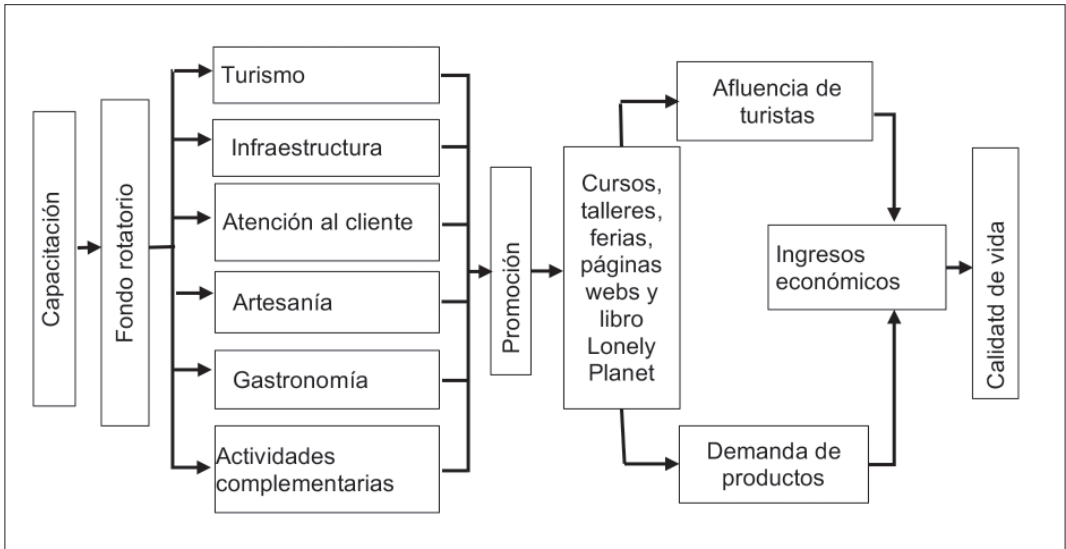 Capacitación
Fondo rotatorio
Turismo
Infraestructura
Atención al cliente
Artesanía
Gastronomía
Actividades
complementarias
Promoción
Cursos,
talleres,
ferias,
páginas
webs y
libro
Lonely
Planet
Afluencia de
turistas
Demanda de
productos
Ingresos
económicos
Calidatd de vida